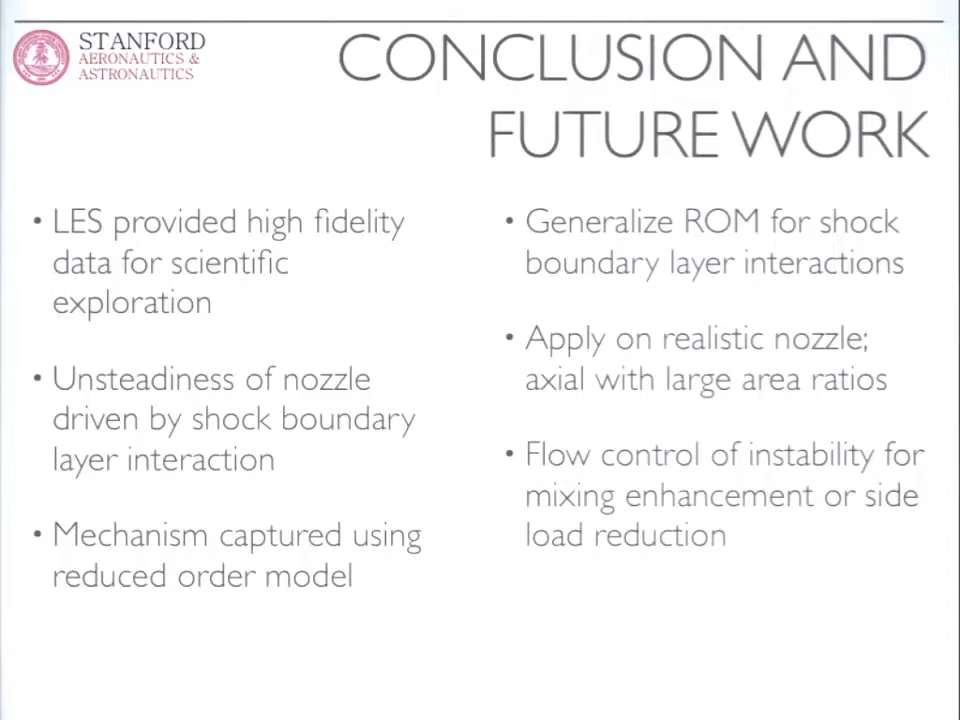 STANFORD
AERONAUTICS &
ASTRONAUTICS
CONCLUSION AND
FUTURE WORK
• LES provided high fidelity
data for scientific
exploration
• Unsteadiness of nozzle
driven by shock boundary
layer interaction
• Mechanism captured using
reduced order model
• Generalize ROM for shock
boundary layer interactions
• Apply on realistic nozzle;
axial with large area ratios
• Flow control of instability for
mixing enhancement or side
load reduction